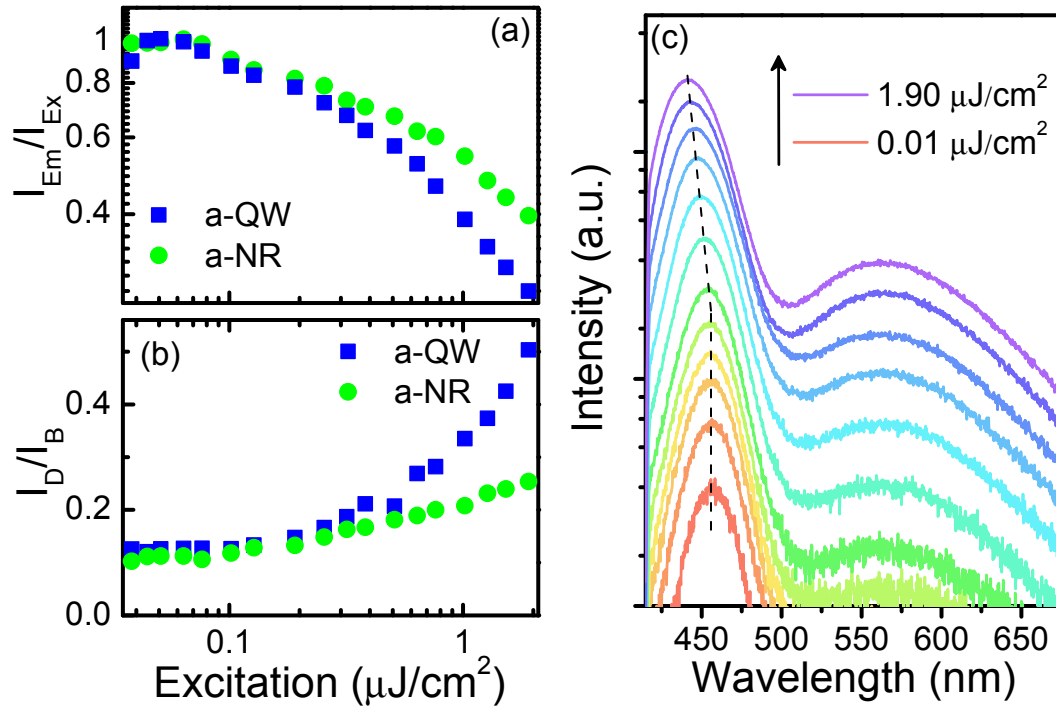 (a)
1
0.8
0.6
0.4
I_Em/I_Ex
a-QW
a-NR
(b)
a-QW
a-NR
0.4
0.2
0.0
I_D/I_B
0.1 1
Excitation (μJ/cm²)
(c)
1.90 μJ/cm²
0.01 μJ/cm²
Intensity (a.u.)
450 500 550 600 650
Wavelength (nm)